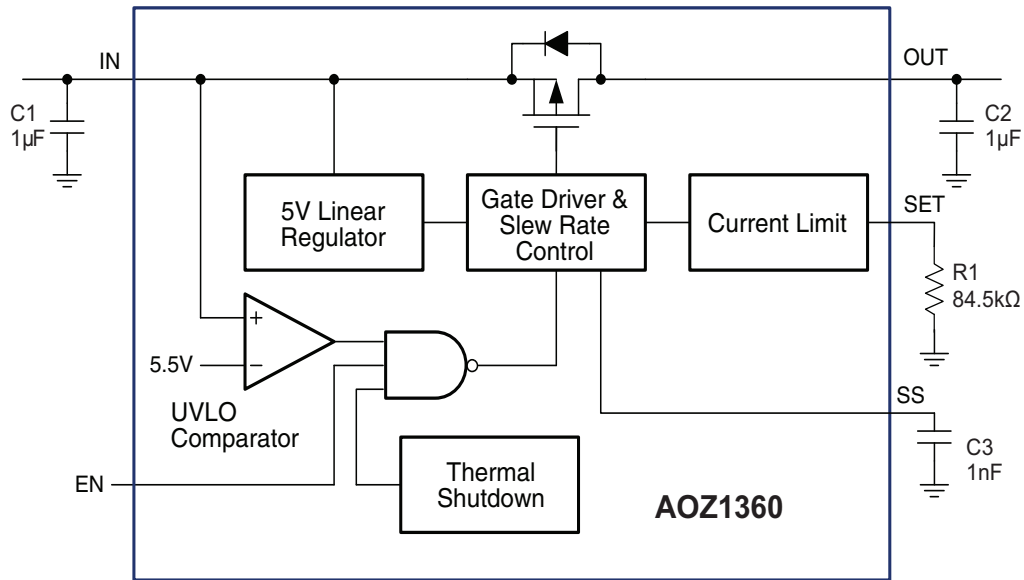 IN
OUT
C1
1µF
C2
1µF
5V Linear
Regulator
Gate Driver &
Slew Rate
Control
Current Limit
SET
R1
84.5kΩ
+
5.5V
−
UVLO
Comparator
SS
C3
1nF
EN
Thermal
Shutdown
AOZ1360